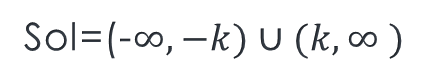 Sol=(-∞, −k) ∪ (k, ∞ )